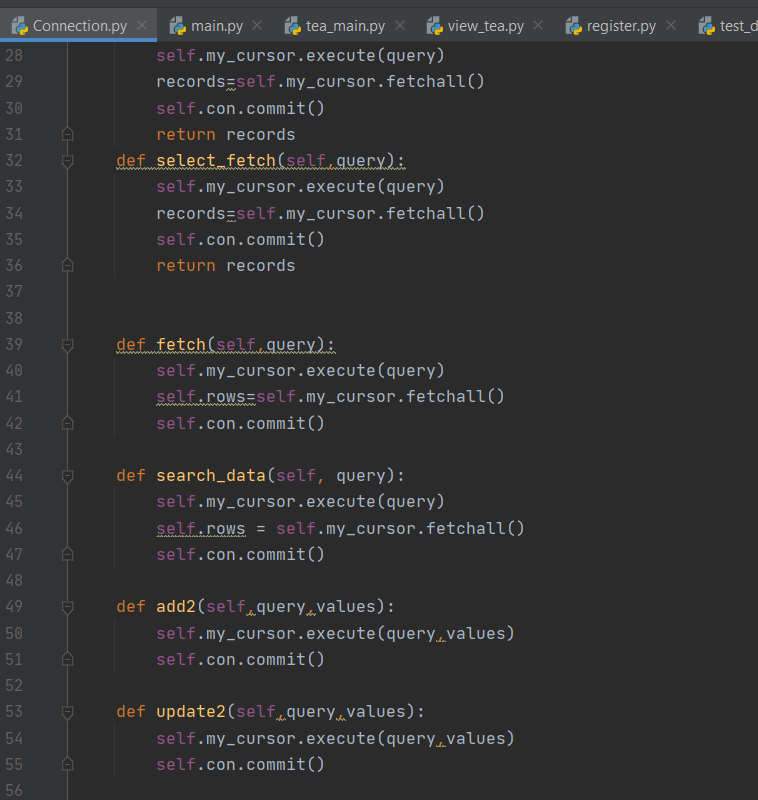 Connection.py main.py tea_main.py view_tea.py register.py test_d
28 self.my_cursor.execute(query)
29 records=self.my_cursor.fetchall()
30 self.con.commit()
31 return records
32 def select_fetch(self,query):
33 self.my_cursor.execute(query)
34 records=self.my_cursor.fetchall()
35 self.con.commit()
36 return records
37
38
39 def fetch(self,query):
40 self.my_cursor.execute(query)
41 self.rows=self.my_cursor.fetchall()
42 self.con.commit()
43
44 def search_data(self, query):
45 self.my_cursor.execute(query)
46 self.rows = self.my_cursor.fetchall()
47 self.con.commit()
48
49 def add2(self,query,values):
50 self.my_cursor.execute(query,values)
51 self.con.commit()
52
53 def update2(self,query,values):
54 self.my_cursor.execute(query,values)
55 self.con.commit()
56